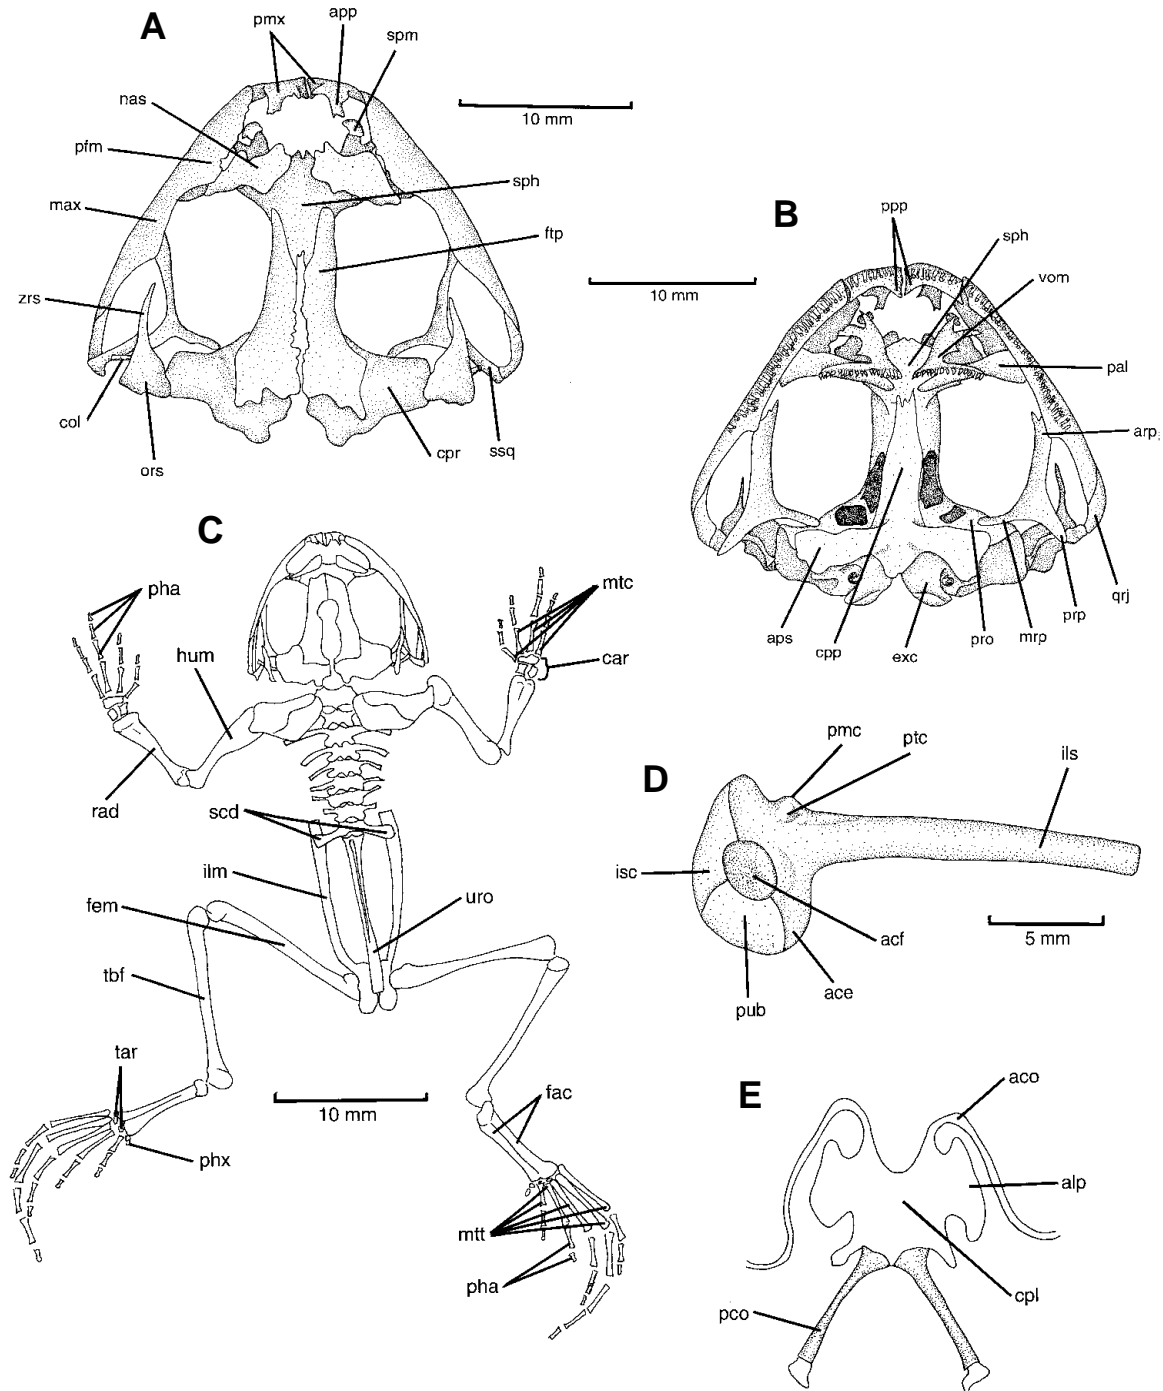 A
pmx
app
spm
nas
pfm
max
zrs
col
ors
10 mm
sph
ftp
cpr
ssq
B
ppp
sph
vom
10 mm
pal
arp
qrj
prp
mrp
pro
exc
cpp
aps
C
pha
hum
rad
mtc
car
scd
ilm
fem
uro
tbf
tar
phx
10 mm
fac
mtt
pha
D
pmc
ptc
ils
isc
acf
ace
pub
5 mm
E
aco
alp
cpl
pco